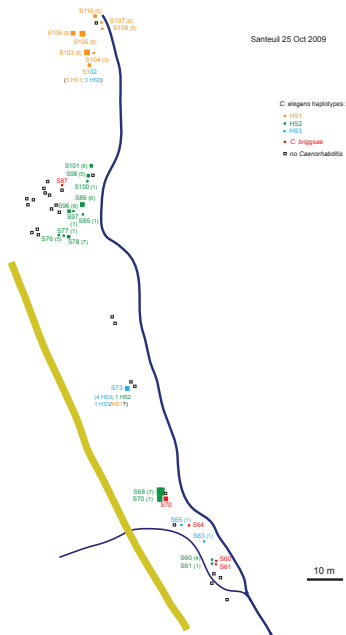 S110 (6)
S107 (6)
S109 (5)
S106 (6)
S105 (6)
S103 (6)
S104 (3)
S102
(3 HS1; 3 HS3)
Santeuil 25 Oct 2009
C. elegans haplotypes:
HS1
HS2
HS3
C. briggsae
no Caenorhabditis
S101 (6)
S98 (5)
S87
S100 (1)
S86 (6)
S96 (8)
S97
(1)
S85 (1)
S77 (1)
S76 (5)
S78 (7)
S73
(4 HS3; 1 HS2
1 HS3/HS1?)
S68 (7)
S70 (1)
S70
S65 (1)
S64
S63 (1)
S60 (4)
S60
S61 (1)
S61
10 m